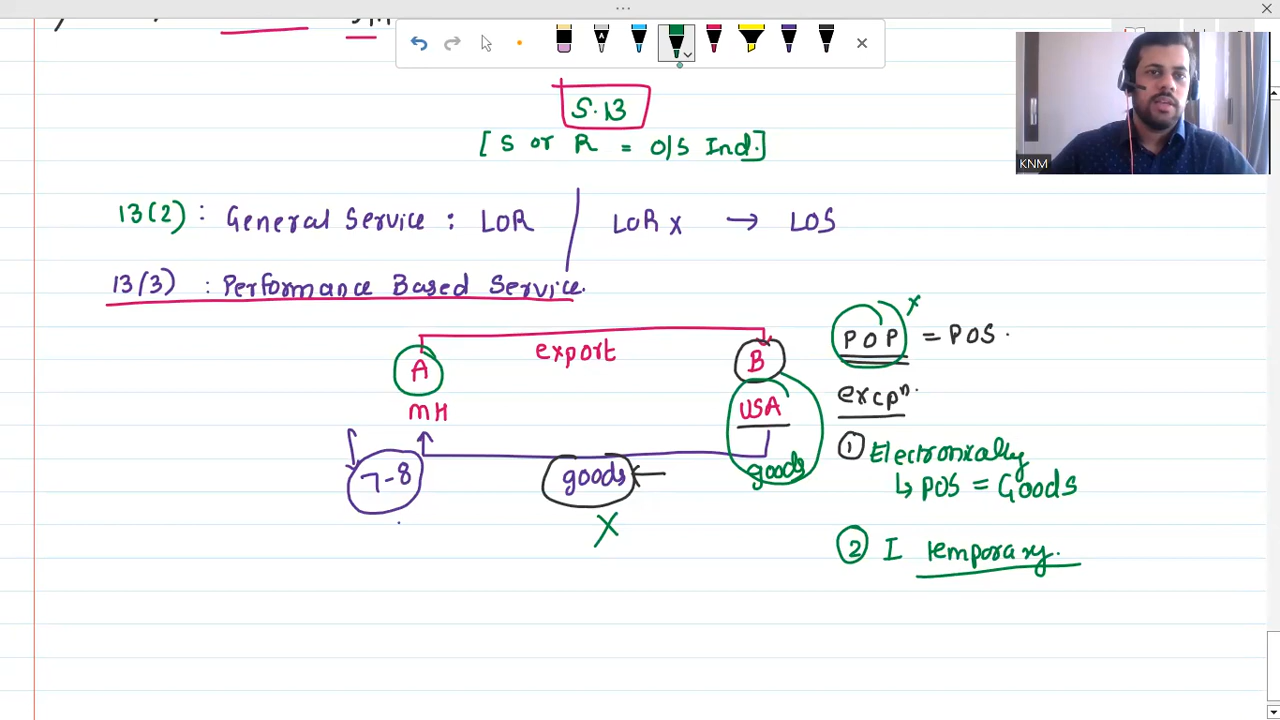 S.13
[S or R = O/S Ind.]
13(2) : General Service : LOR / LOR x → LOS
13(3) : Performance Based Service.
A export B
MH USA
7-8 goods goods
X
POP x = POS.
excpⁿ.
① Electronically
↳ POS = Goods
② I temporary.
KNM